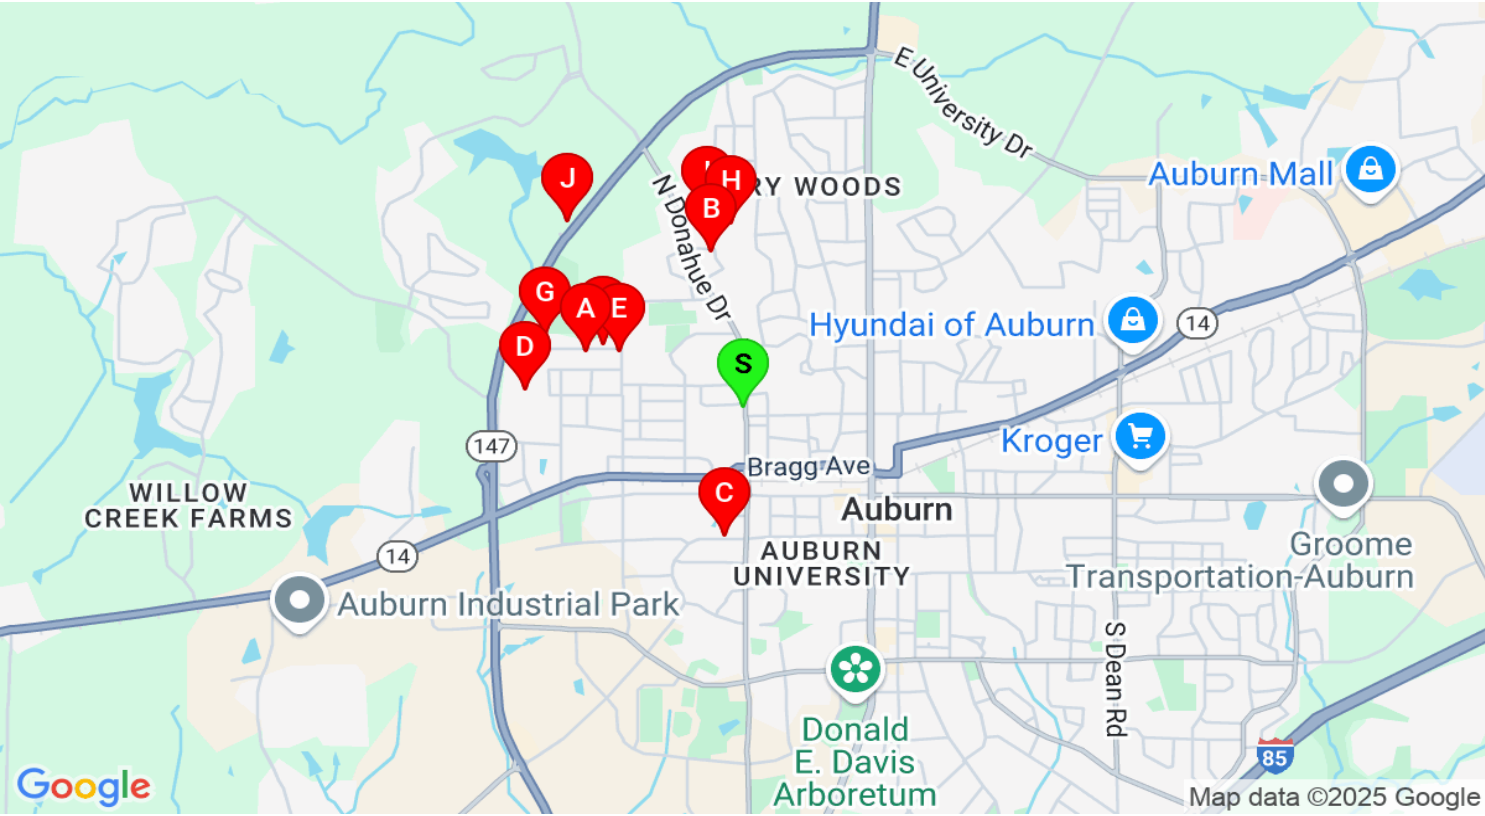 E University Dr
Auburn Mall
J
H
RY WOODS
B
N Donahue Dr
G
A
E
D
Hyundai of Auburn
14
S
147
Kroger
Bragg Ave
C
WILLOW
CREEK FARMS
Auburn
14
AUBURN
UNIVERSITY
Groome
Transportation-Auburn
Auburn Industrial Park
S Dean Rd
Donald
E. Davis
Arboretum
85
Google
Map data ©2025 Google